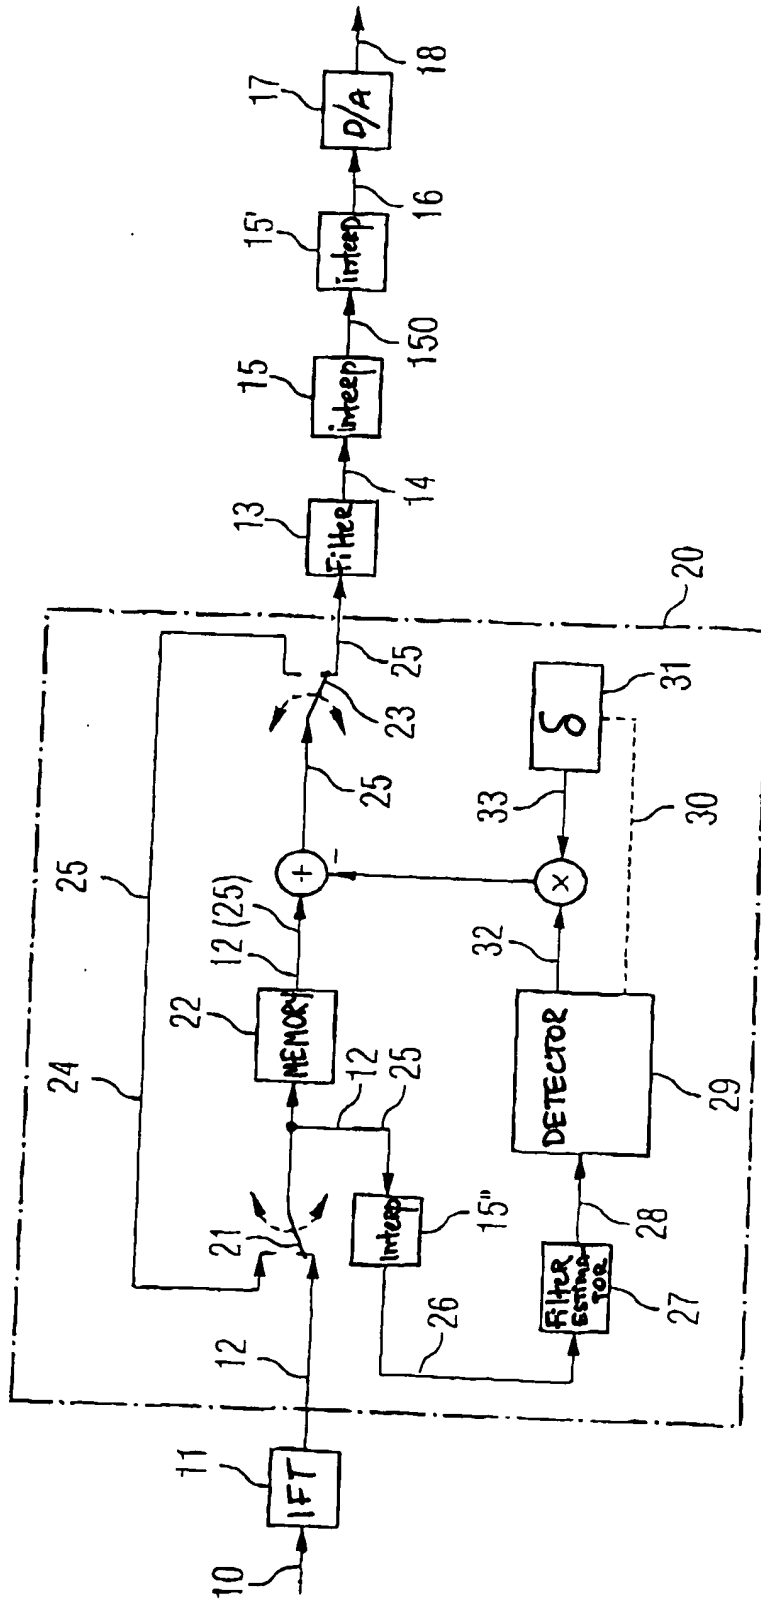 10
11
IFT
12
20
24
25
21
22
MEMORY
12 (25)
+
−
25
23
25
12
25
Interp
15"
26
27
Filter
ESTIMA
TOR
28
29
DETECTOR
32
×
33
δ
31
30
13
Filter
14
15
interp
150
15'
interp
16
17
D/A
18